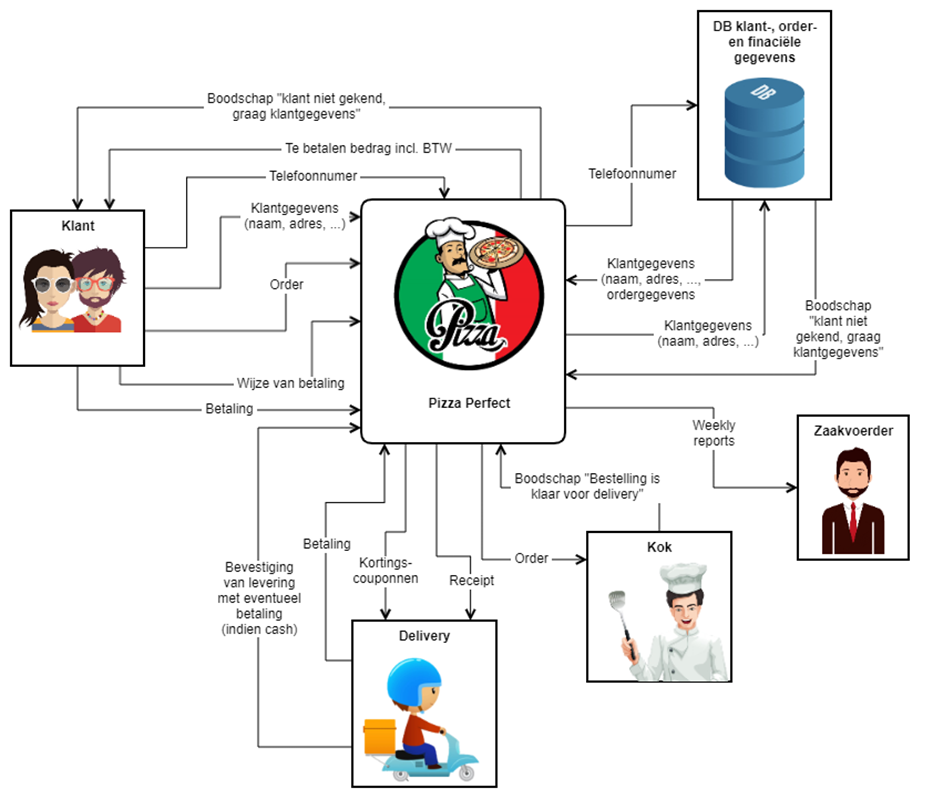 DB klant-, order-
en finaciële
gegevens
DB
Boodschap "klant niet gekend,
graag klantgegevens"
Te betalen bedrag incl. BTW
Telefoonnumer
Telefoonnumer
Klant
Klantgegevens
(naam, adres, ...)
Order
Wijze van betaling
Betaling
Pizza
Pizza Perfect
Klantgegevens
(naam, adres, ...,
ordergegevens
Klantgegevens
(naam, adres, ...)
Boodschap
"klant niet
gekend, graag
klantgegevens"
Weekly
reports
Zaakvoerder
Boodschap "Bestelling is
klaar voor delivery"
Kok
Order
Betaling
Kortings-
couponnen
Receipt
Bevestiging
van levering
met eventueel
betaling
(indien cash)
Delivery